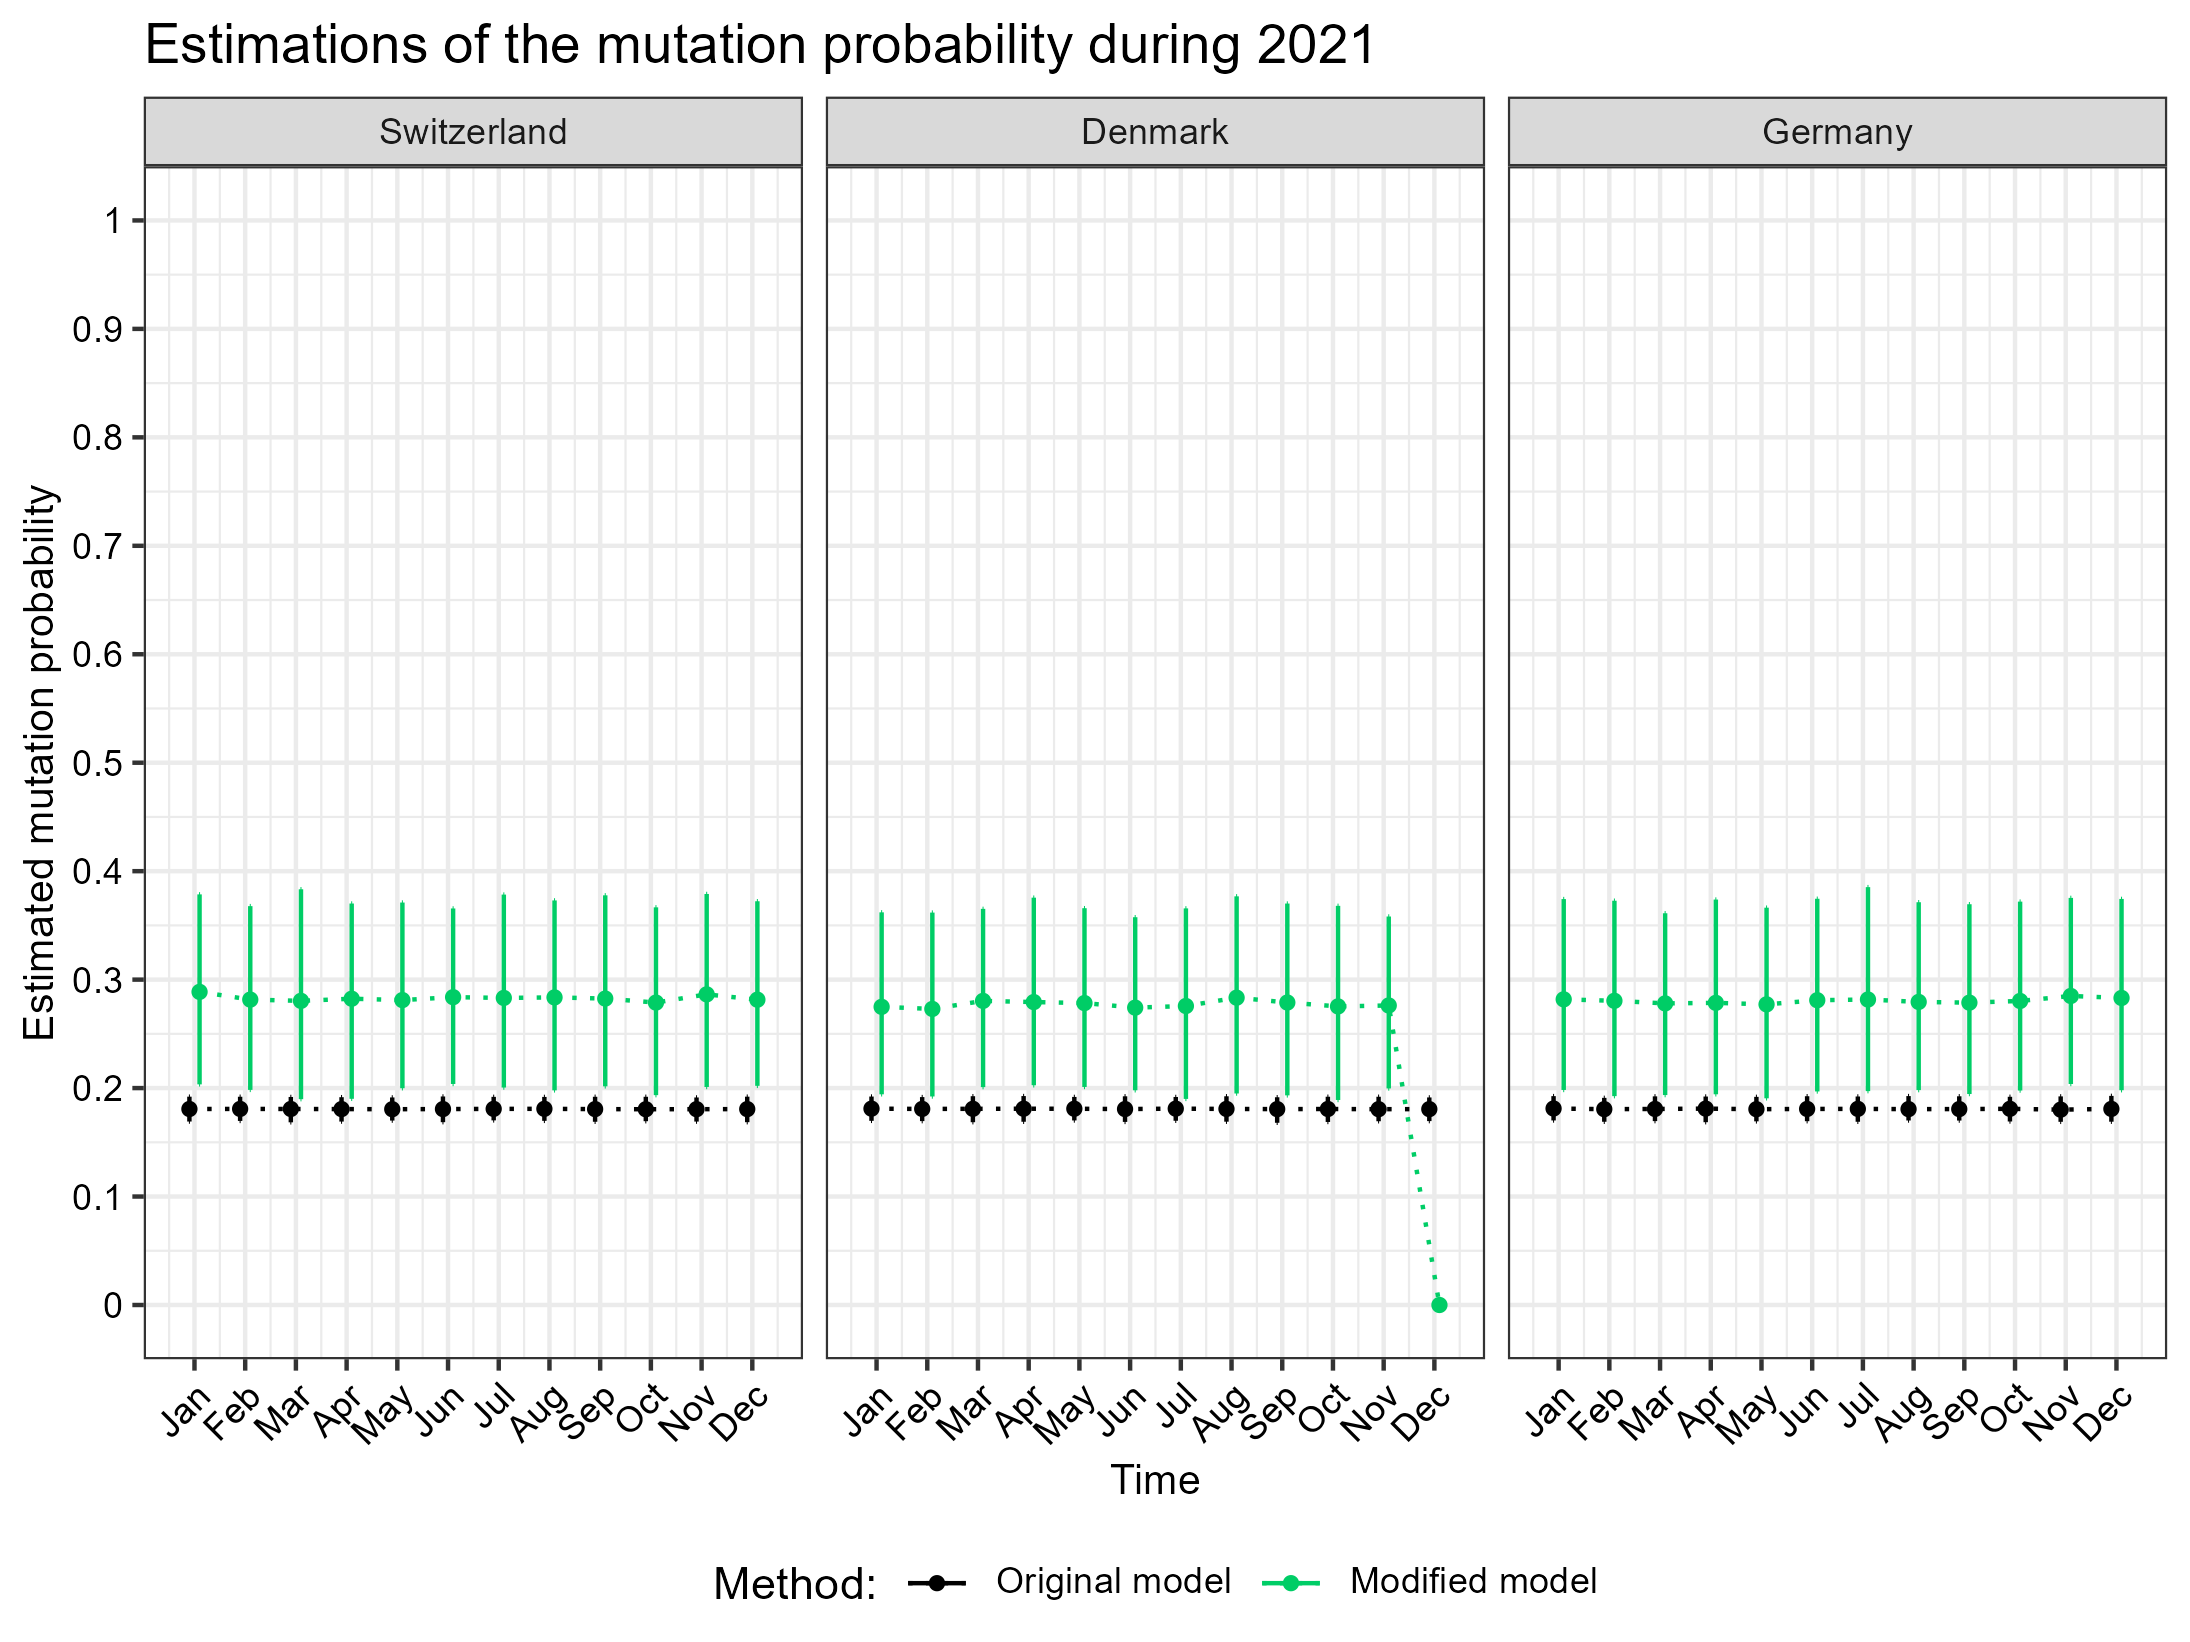 Estimations of the mutation probability during 2021
Switzerland
Denmark
Germany
Estimated mutation probability
1
0.9
0.8
0.7
0.6
0.5
0.4
0.3
0.2
0.1
0
Jan Feb Mar Apr May Jun Jul Aug Sep Oct Nov Dec
Jan Feb Mar Apr May Jun Jul Aug Sep Oct Nov Dec
Jan Feb Mar Apr May Jun Jul Aug Sep Oct Nov Dec
Time
Method: Original model Modified model